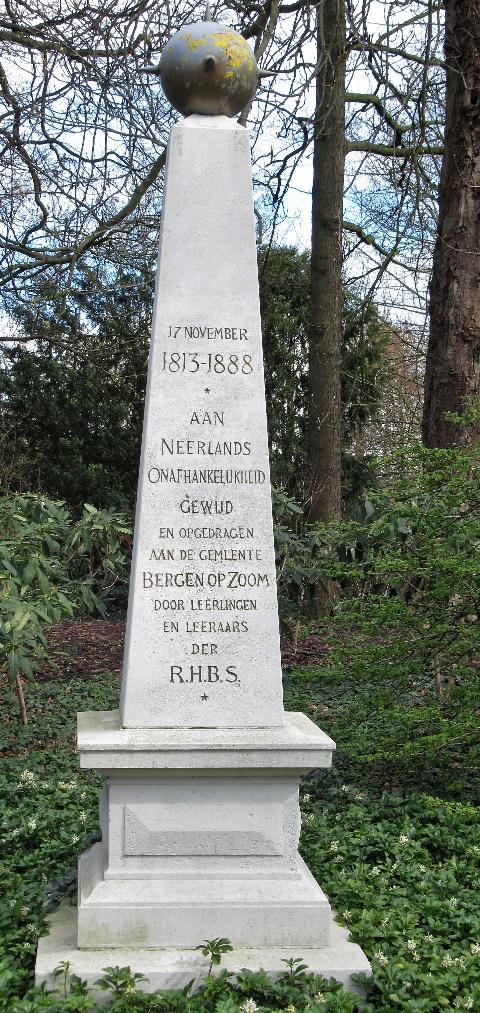 17 NOVEMBER
1813-1888
*
AAN
NEERLANDS
ONAFHANKELIJKHEID
GEWIJD
EN OPGEDRAGEN
AAN DE GEMLENTE
BERGEN OP ZOOM
DOOR LEERLINGEN
EN LEERAARS
DER
R.H.B.S.
*